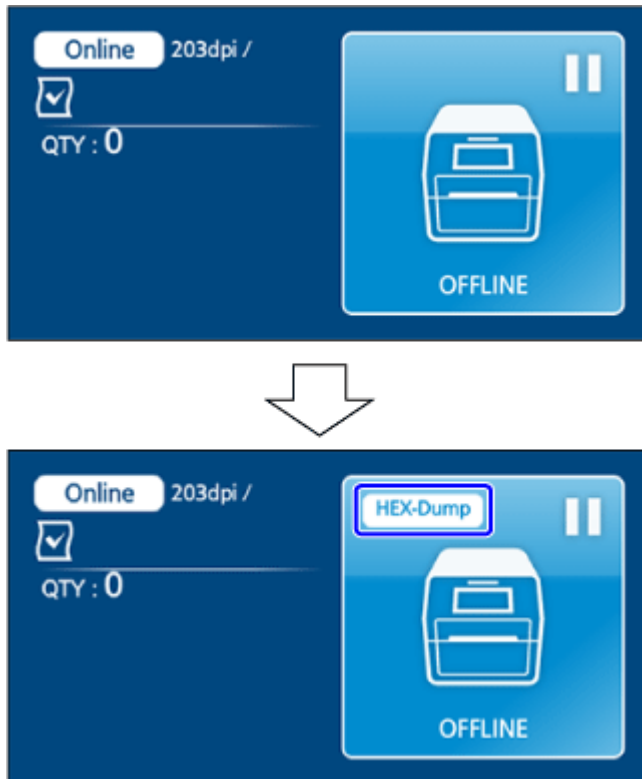 Online 203dpi /
QTY : 0
OFFLINE
Online 203dpi /
HEX-Dump
QTY : 0
OFFLINE